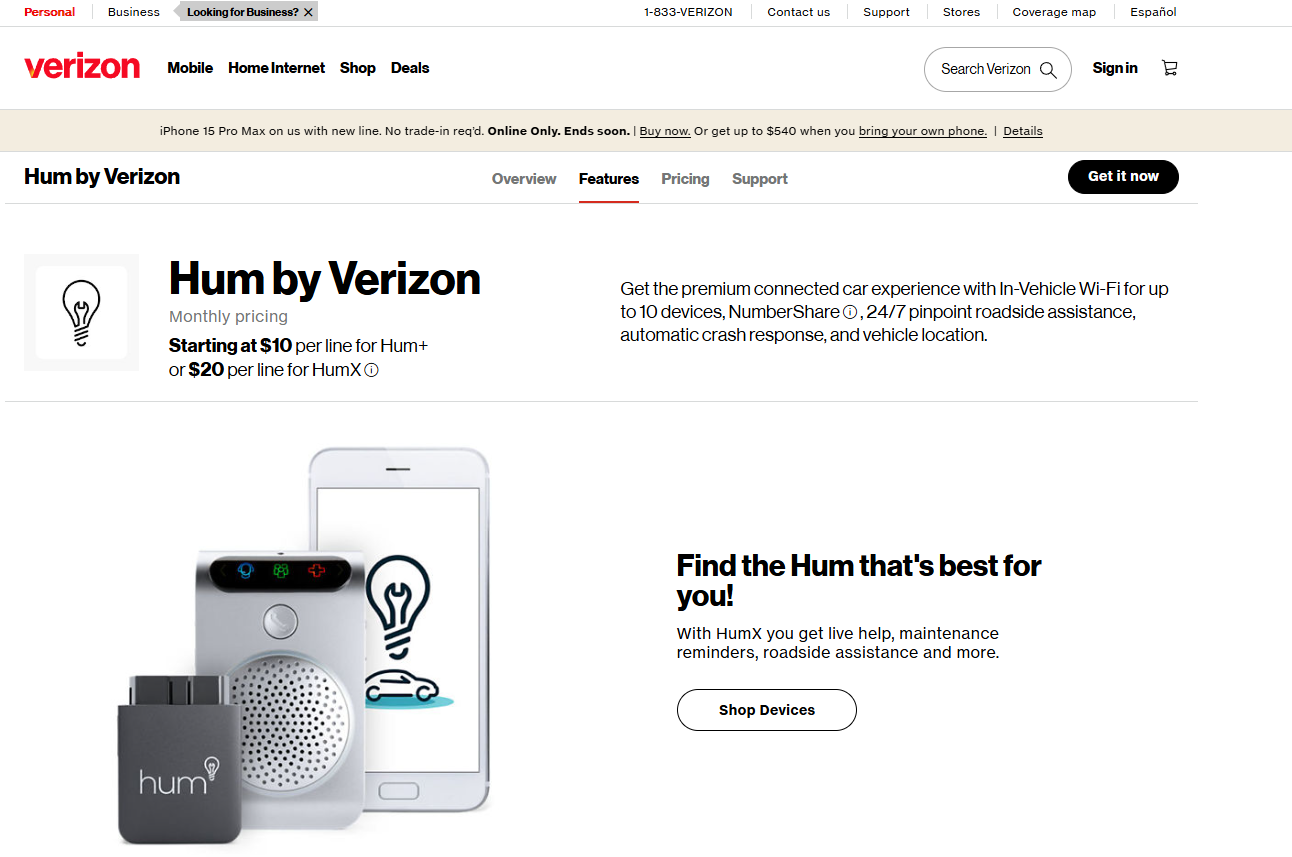 Personal Business Looking for Business? 1-833-VERIZON Contact us Support Stores Coverage map Español
verizon Mobile Home Internet Shop Deals Search Verizon Sign in
iPhone 15 Pro Max on us with new line. No trade-in req'd. Online Only. Ends soon. | Buy now. Or get up to $540 when you bring your own phone. | Details
Hum by Verizon Overview Features Pricing Support Get it now
Hum by Verizon
Monthly pricing
Starting at $10 per line for Hum+
or $20 per line for HumX
Get the premium connected car experience with In-Vehicle Wi-Fi for up
to 10 devices, NumberShare , 24/7 pinpoint roadside assistance,
automatic crash response, and vehicle location.
hum
Find the Hum that's best for
you!
With HumX you get live help, maintenance
reminders, roadside assistance and more.
Shop Devices